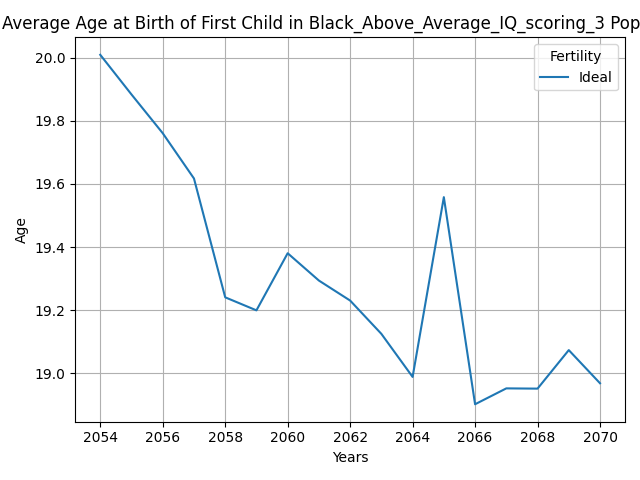 Average Age at Birth of First Child in Black_Above_Average_IQ_scoring_3 Pop
Fertility
Ideal
20.0
19.8
19.6
19.4
19.2
19.0
Age
2054 2056 2058 2060 2062 2064 2066 2068 2070
Years